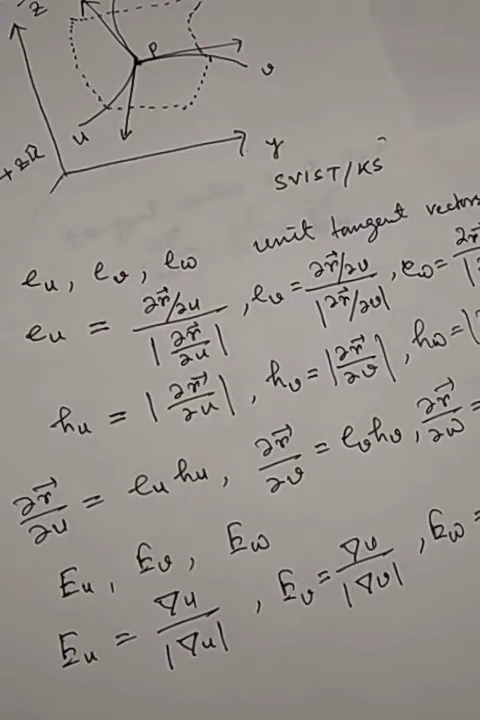 z
P
v
u
y
SVIST/KS
e_u, e_v, e_w unit tangent vectors
e_u = ∂r⃗/∂u / |∂r⃗/∂u|, e_v = ∂r⃗/∂v / |∂r⃗/∂v|, e_w =
h_u = |∂r⃗/∂u|, h_v = |∂r⃗/∂v|, h_w = |
∂r⃗/∂u = e_u h_u, ∂r⃗/∂v = e_v h_v, ∂r⃗/∂w =
E_u, E_v, E_w
E_u = ∇u / |∇u|, E_v = ∇v / |∇v|, E_w =